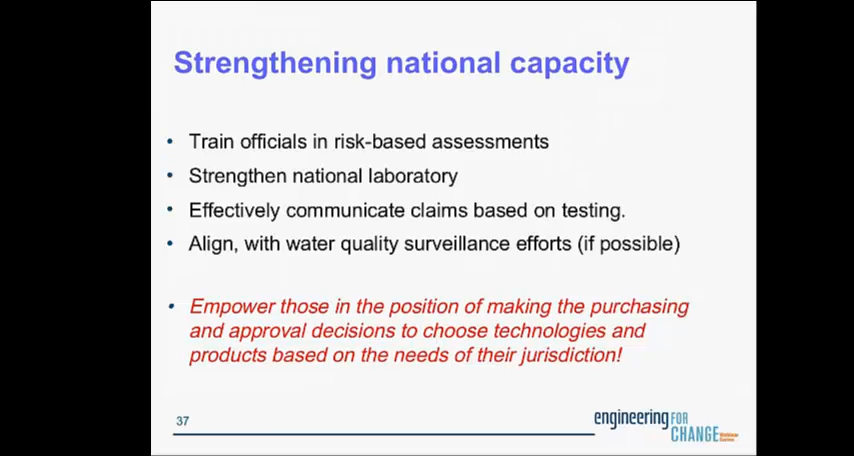 Strengthening national capacity
• Train officials in risk-based assessments
• Strengthen national laboratory
• Effectively communicate claims based on testing.
• Align, with water quality surveillance efforts (if possible)
• Empower those in the position of making the purchasing
and approval decisions to choose technologies and
products based on the needs of their jurisdiction!
37
engineering FOR
CHANGE Webinar
Series